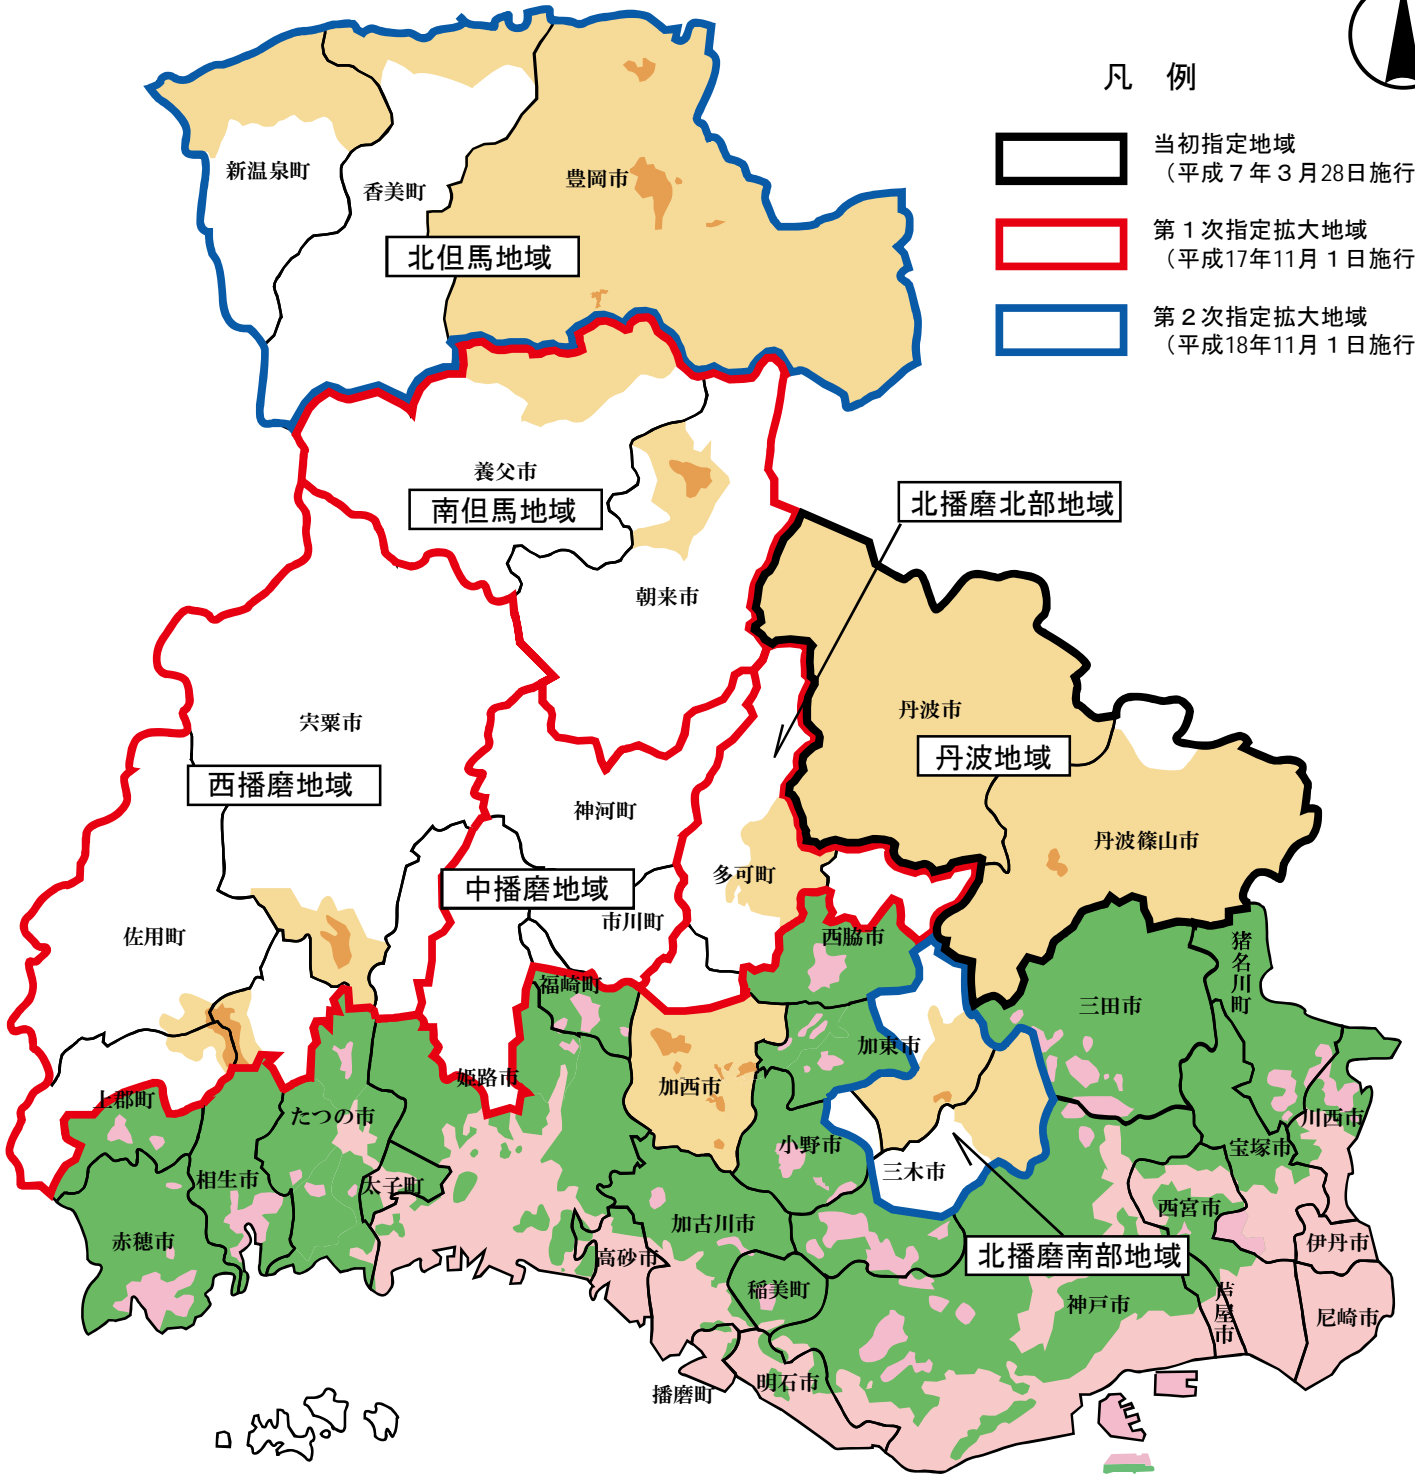 凡 例
当初指定地域
(平成7年3月28日施行
第1次指定拡大地域
(平成17年11月1日施行
第2次指定拡大地域
(平成18年11月1日施行
新温泉町
香美町
豊岡市
北但馬地域
養父市
南但馬地域
北播磨北部地域
朝来市
宍粟市
丹波市
丹波地域
西播磨地域
神河町
丹波篠山市
多可町
中播磨地域
市川町
佐用町
西脇市
猪名川町
福崎町
三田市
加東市
姫路市
加西市
上郡町
たつの市
川西市
小野市
宝塚市
三木市
相生市
太子町
西宮市
加古川市
赤穂市
伊丹市
北播磨南部地域
高砂市
稲美町
神戸市
芦屋市
尼崎市
明石市
播磨町